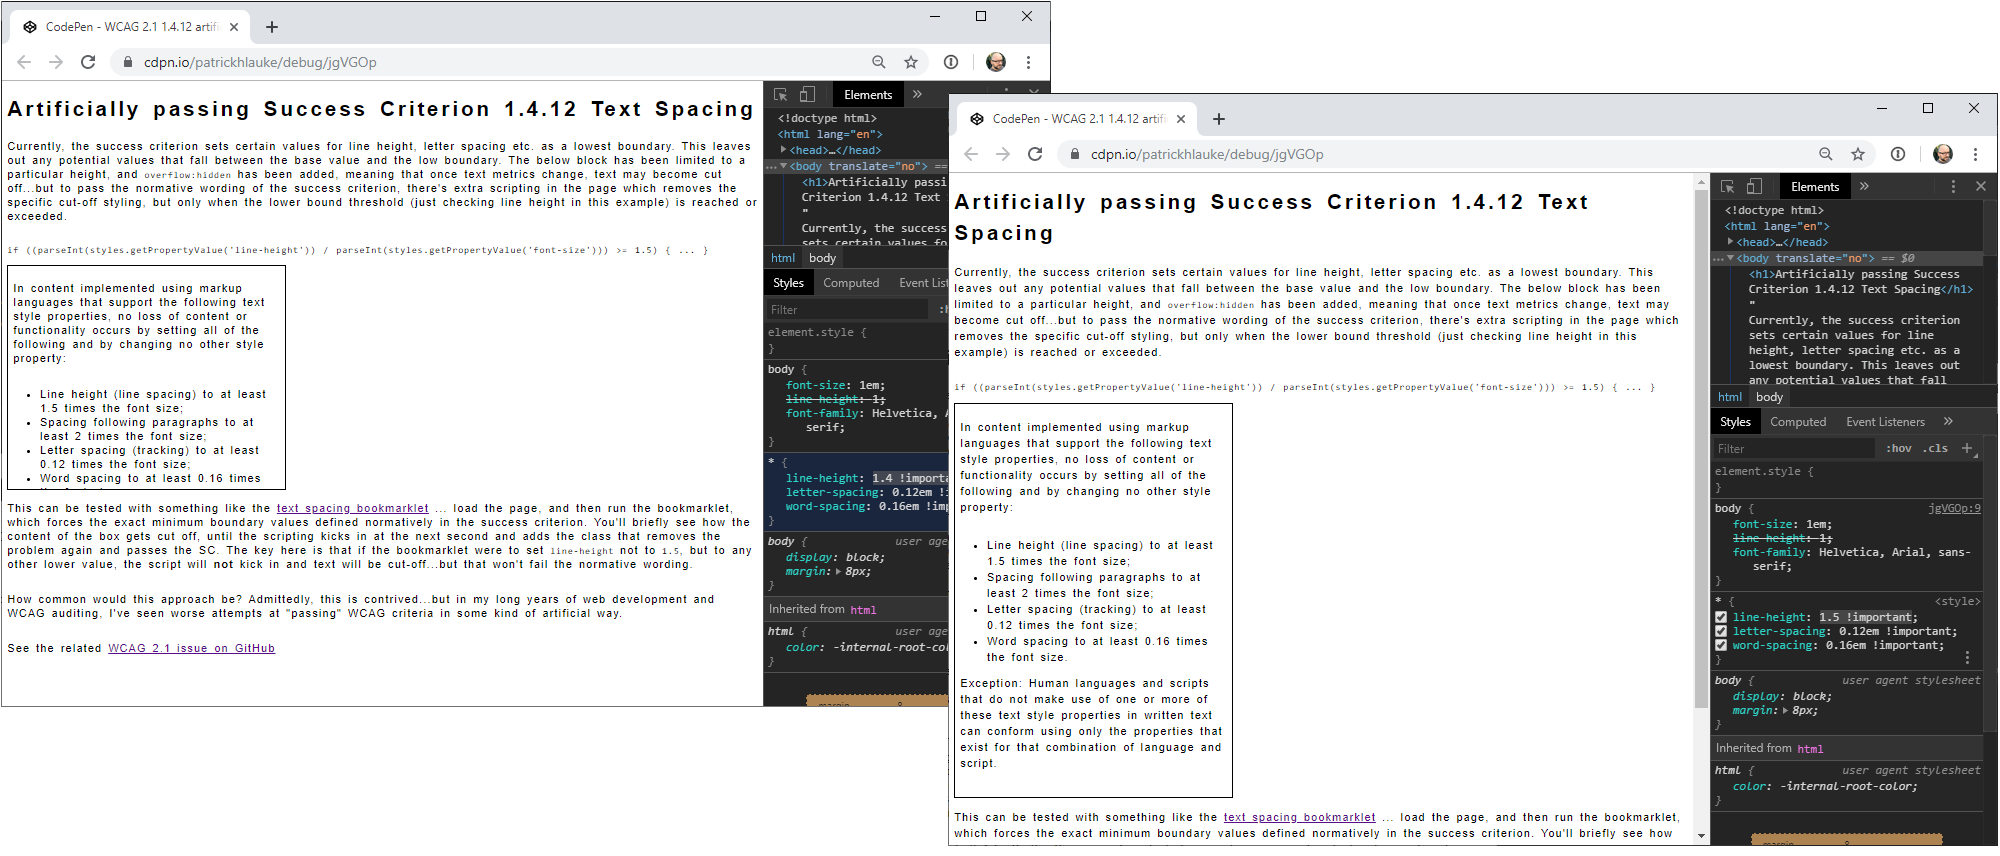 CodePen - WCAG 2.1 1.4.12 artifi
cdpn.io/patrickhlauke/debug/jgVGOp
Artificially passing Success Criterion 1.4.12 Text Spacing
Currently, the success criterion sets certain values for line height, letter spacing etc. as a lowest boundary. This leaves
out any potential values that fall between the base value and the low boundary. The below block has been limited to a
particular height, and overflow:hidden has been added, meaning that once text metrics change, text may become cut
off...but to pass the normative wording of the success criterion, there's extra scripting in the page which removes the
specific cut-off styling, but only when the lower bound threshold (just checking line height in this example) is reached or
exceeded.
if ((parseInt(styles.getPropertyValue('line-height')) / parseInt(styles.getPropertyValue('font-size'))) >= 1.5) { ... }
In content implemented using markup
languages that support the following text
style properties, no loss of content or
functionality occurs by setting all of the
following and by changing no other style
property:
• Line height (line spacing) to at least
1.5 times the font size;
• Spacing following paragraphs to at
least 2 times the font size;
• Letter spacing (tracking) to at least
0.12 times the font size;
• Word spacing to at least 0.16 times
This can be tested with something like the text spacing bookmarklet ... load the page, and then run the bookmarklet,
which forces the exact minimum boundary values defined normatively in the success criterion. You'll briefly see how the
content of the box gets cut off, until the scripting kicks in at the next second and adds the class that removes the
problem again and passes the SC. The key here is that if the bookmarklet were to set line-height not to 1.5, but to any
other lower value, the script will not kick in and text will be cut-off...but that won't fail the normative wording.
How common would this approach be? Admittedly, this is contrived...but in my long years of web development and
WCAG auditing, I've seen worse attempts at "passing" WCAG criteria in some kind of artificial way.
See the related WCAG 2.1 issue on GitHub
Elements »
<!doctype html>
<html lang="en">
<head>…</head>
<body translate="no"> ==
<h1>Artificially passi
Criterion 1.4.12 Text
"
Currently, the success
sets certain values fo
html body
Styles Computed Event List
Filter :h
element.style {
}
body {
font-size: 1em;
line-height: 1;
font-family: Helvetica, A
serif;
}
* {
line-height: 1.4 !importa
letter-spacing: 0.12em !i
word-spacing: 0.16em !imp
}
body { user age
display: block;
margin: 8px;
}
Inherited from html
html { user age
color: -internal-root-col
}
margin 8
CodePen - WCAG 2.1 1.4.12 artifi
cdpn.io/patrickhlauke/debug/jgVGOp
Artificially passing Success Criterion 1.4.12 Text
Spacing
Currently, the success criterion sets certain values for line height, letter spacing etc. as a lowest boundary. This
leaves out any potential values that fall between the base value and the low boundary. The below block has been
limited to a particular height, and overflow:hidden has been added, meaning that once text metrics change, text may
become cut off...but to pass the normative wording of the success criterion, there's extra scripting in the page which
removes the specific cut-off styling, but only when the lower bound threshold (just checking line height in this
example) is reached or exceeded.
if ((parseInt(styles.getPropertyValue('line-height')) / parseInt(styles.getPropertyValue('font-size'))) >= 1.5) { ... }
In content implemented using markup
languages that support the following text
style properties, no loss of content or
functionality occurs by setting all of the
following and by changing no other style
property:
• Line height (line spacing) to at least
1.5 times the font size;
• Spacing following paragraphs to at
least 2 times the font size;
• Letter spacing (tracking) to at least
0.12 times the font size;
• Word spacing to at least 0.16 times
the font size.
Exception: Human languages and scripts
that do not make use of one or more of
these text style properties in written text
can conform using only the properties that
exist for that combination of language and
script.
This can be tested with something like the text spacing bookmarklet ... load the page, and then run the bookmarklet,
which forces the exact minimum boundary values defined normatively in the success criterion. You'll briefly see how
Elements »
<!doctype html>
<html lang="en">
<head>…</head>
<body translate="no"> == $0
<h1>Artificially passing Success
Criterion 1.4.12 Text Spacing</h1>
"
Currently, the success criterion
sets certain values for line
height, letter spacing etc. as a
lowest boundary. This leaves out
any potential values that fall
html body
Styles Computed Event Listeners »
Filter :hov .cls +
element.style {
}
body { jgVGOp:9
font-size: 1em;
line-height: 1;
font-family: Helvetica, Arial, sans-
serif;
}
* { <style>
line-height: 1.5 !important;
letter-spacing: 0.12em !important;
word-spacing: 0.16em !important;
}
body { user agent stylesheet
display: block;
margin: 8px;
}
Inherited from html
html { user agent stylesheet
color: -internal-root-color;
}
margin 8